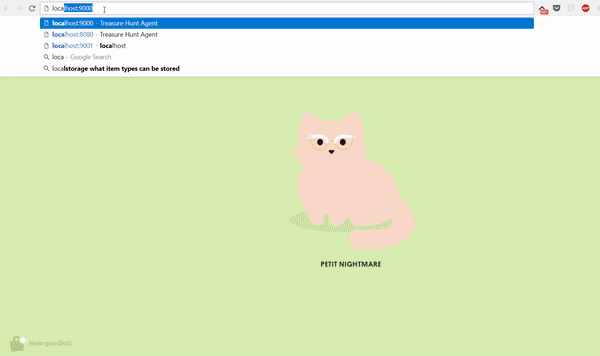 localhost:9000
localhost:9000 - Treasure Hunt Agent
localhost:8080 - Treasure Hunt Agent
localhost:9001 - localhost
loca - Google Search
localstorage what item types can be stored
PETIT NIGHTMARE
New goodies!